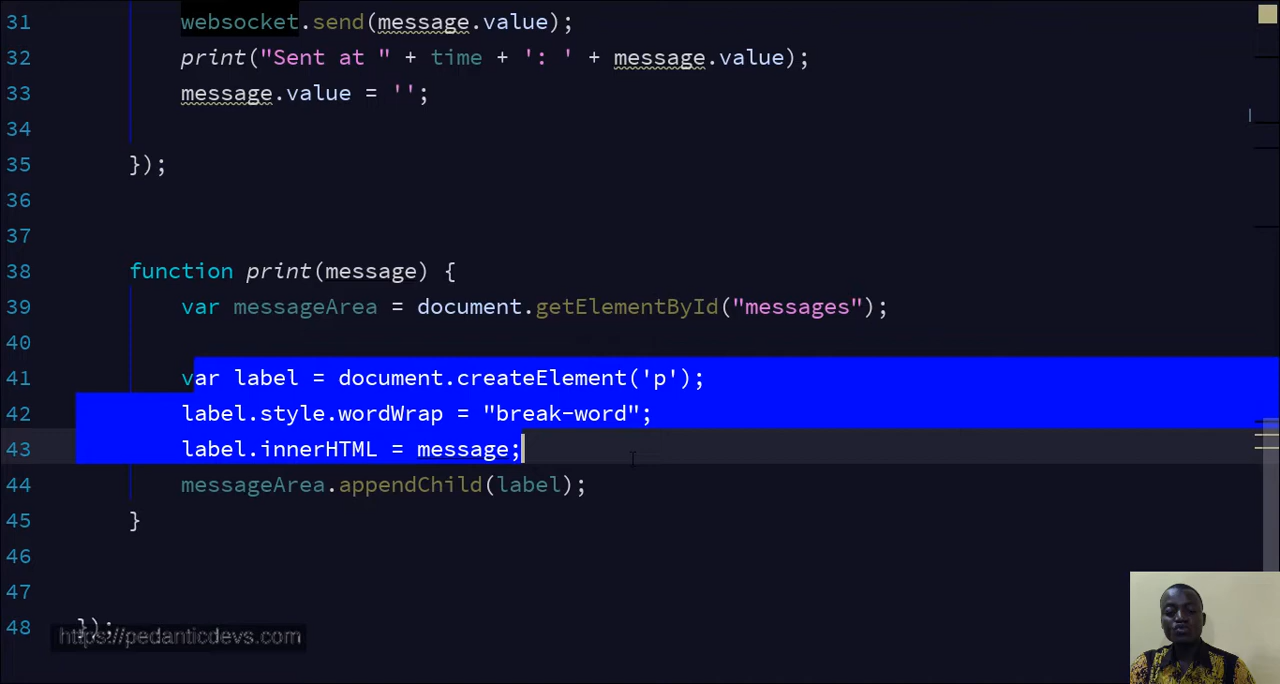 31 websocket.send(message.value);
32 print("Sent at " + time + ': ' + message.value);
33 message.value = '';
34
35 });
36
37
38 function print(message) {
39 var messageArea = document.getElementById("messages");
40
41 var label = document.createElement('p');
42 label.style.wordWrap = "break-word";
43 label.innerHTML = message;
44 messageArea.appendChild(label);
45 }
46
47
48 });
https://pedanticdevs.com